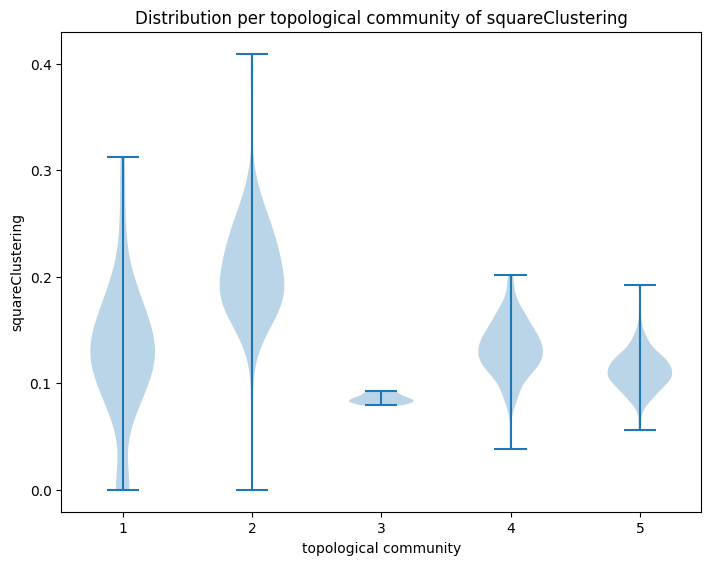 Distribution per topological community of squareClustering
0.4
0.3
0.2
0.1
0.0
squareClustering
1 2 3 4 5
topological community